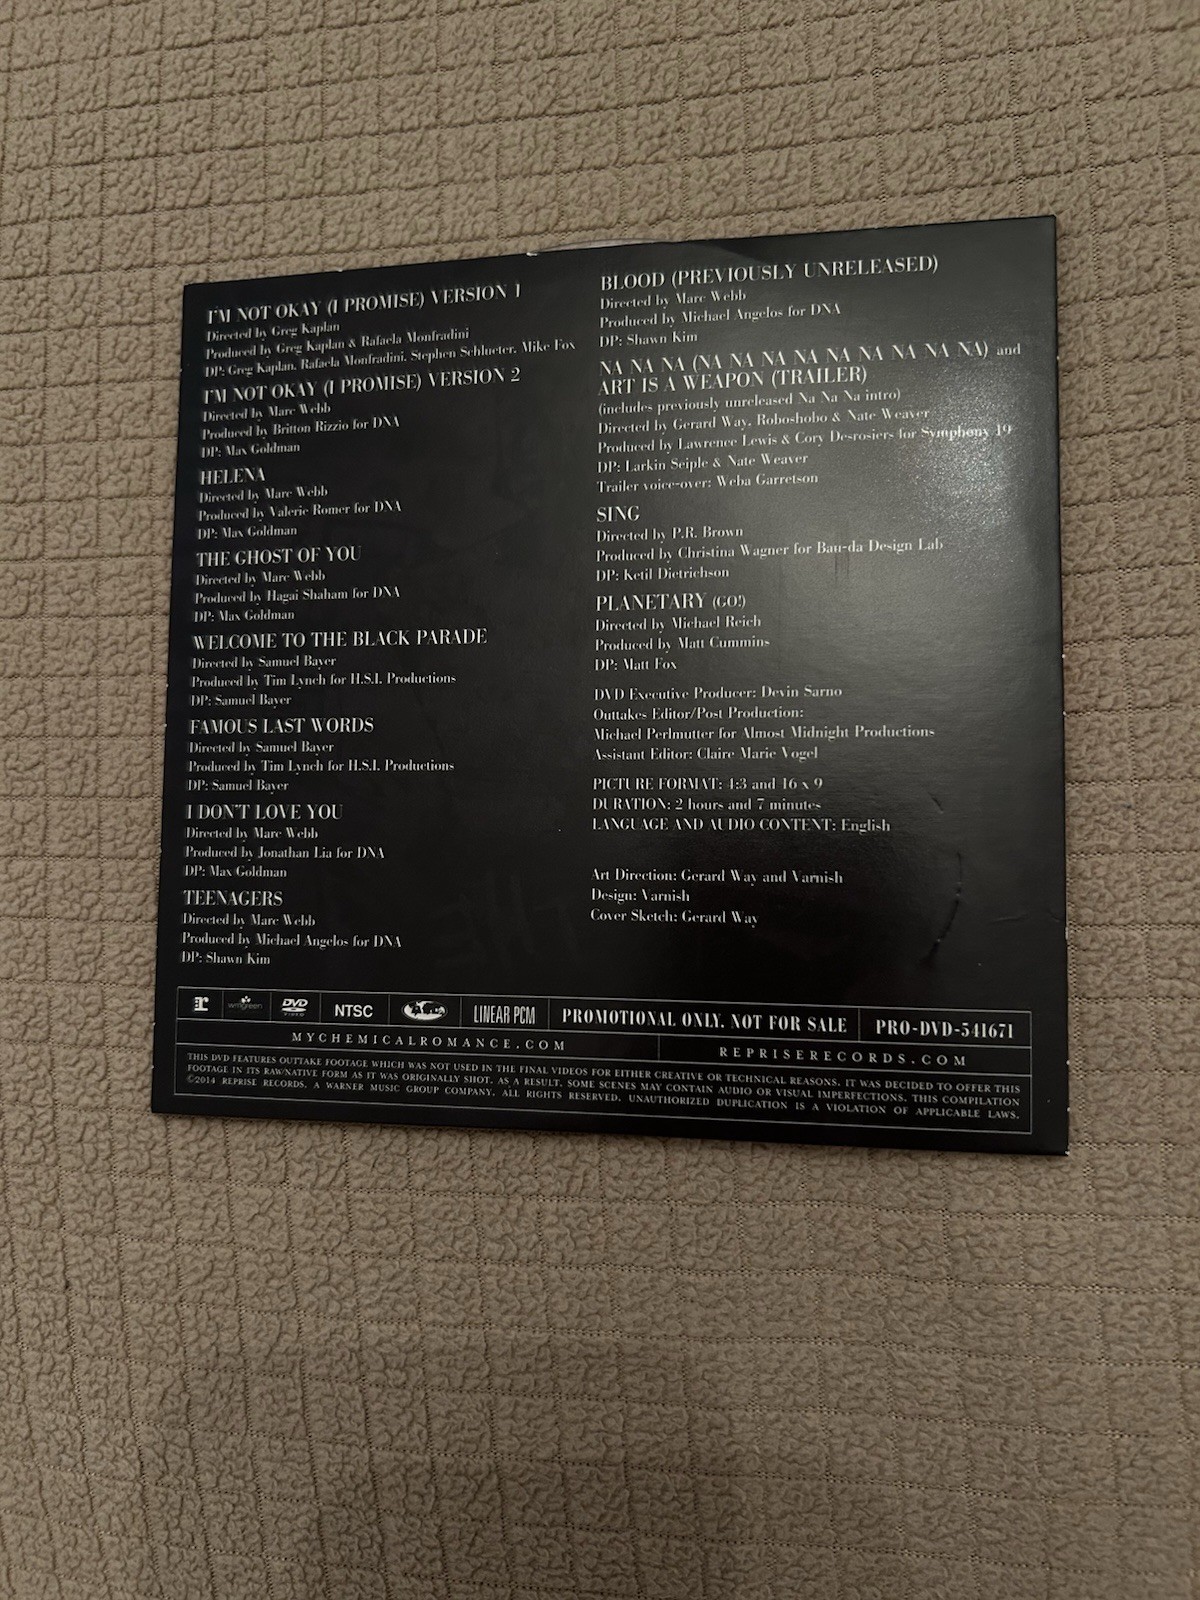 I'M NOT OKAY (I PROMISE) VERSION 1
Directed by Greg Kaplan
Produced by Greg Kaplan & Rafaela Monfradini
DP: Greg Kaplan, Rafaela Monfradini, Stephen Schlueter, Mike Fox
I'M NOT OKAY (I PROMISE) VERSION 2
Directed by Marc Webb
Produced by Britton Rizzio for DNA
DP: Max Goldman
HELENA
Directed by Marc Webb
Produced by Valerie Romer for DNA
DP: Max Goldman
THE GHOST OF YOU
Directed by Marc Webb
Produced by Hagai Shaham for DNA
DP: Max Goldman
WELCOME TO THE BLACK PARADE
Directed by Samuel Bayer
Produced by Tim Lynch for H.S.I. Productions
DP: Samuel Bayer
FAMOUS LAST WORDS
Directed by Samuel Bayer
Produced by Tim Lynch for H.S.I. Productions
DP: Samuel Bayer
I DON'T LOVE YOU
Directed by Marc Webb
Produced by Jonathan Lia for DNA
DP: Max Goldman
TEENAGERS
Directed by Marc Webb
Produced by Michael Angelos for DNA
DP: Shawn Kim
BLOOD (PREVIOUSLY UNRELEASED)
Directed by Marc Webb
Produced by Michael Angelos for DNA
DP: Shawn Kim
NA NA NA (NA NA NA NA NA NA NA NA NA) and
ART IS A WEAPON (TRAILER)
(includes previously unreleased Na Na Na intro)
Directed by Gerard Way, Roboshobo & Nate Weaver
Produced by Lawrence Lewis & Cory Desrosiers for Symphony 19
DP: Larkin Seiple & Nate Weaver
Trailer voice-over: Weba Garretson
SING
Directed by P.R. Brown
Produced by Christina Wagner for Bau-da Design Lab
DP: Ketil Dietrichson
PLANETARY (GO!)
Directed by Michael Reich
Produced by Matt Cummins
DP: Matt Fox
DVD Executive Producer: Devin Sarno
Outtakes Editor/Post Production:
Michael Perlmutter for Almost Midnight Productions
Assistant Editor: Claire Marie Vogel
PICTURE FORMAT: 4:3 and 16 x 9
DURATION: 2 hours and 7 minutes
LANGUAGE AND AUDIO CONTENT: English
Art Direction: Gerard Way and Varnish
Design: Varnish
Cover Sketch: Gerard Way
r wmgreen DVD VIDEO NTSC LINEAR PCM PROMOTIONAL ONLY. NOT FOR SALE PRO-DVD-541671
MYCHEMICALROMANCE.COM REPRISERECORDS.COM
THIS DVD FEATURES OUTTAKE FOOTAGE WHICH WAS NOT USED IN THE FINAL VIDEOS FOR EITHER CREATIVE OR TECHNICAL REASONS. IT WAS DECIDED TO OFFER THIS
FOOTAGE IN ITS RAW/NATIVE FORM AS IT WAS ORIGINALLY SHOT. AS A RESULT, SOME SCENES MAY CONTAIN AUDIO OR VISUAL IMPERFECTIONS. THIS COMPILATION
©2014 REPRISE RECORDS, A WARNER MUSIC GROUP COMPANY. ALL RIGHTS RESERVED. UNAUTHORIZED DUPLICATION IS A VIOLATION OF APPLICABLE LAWS.